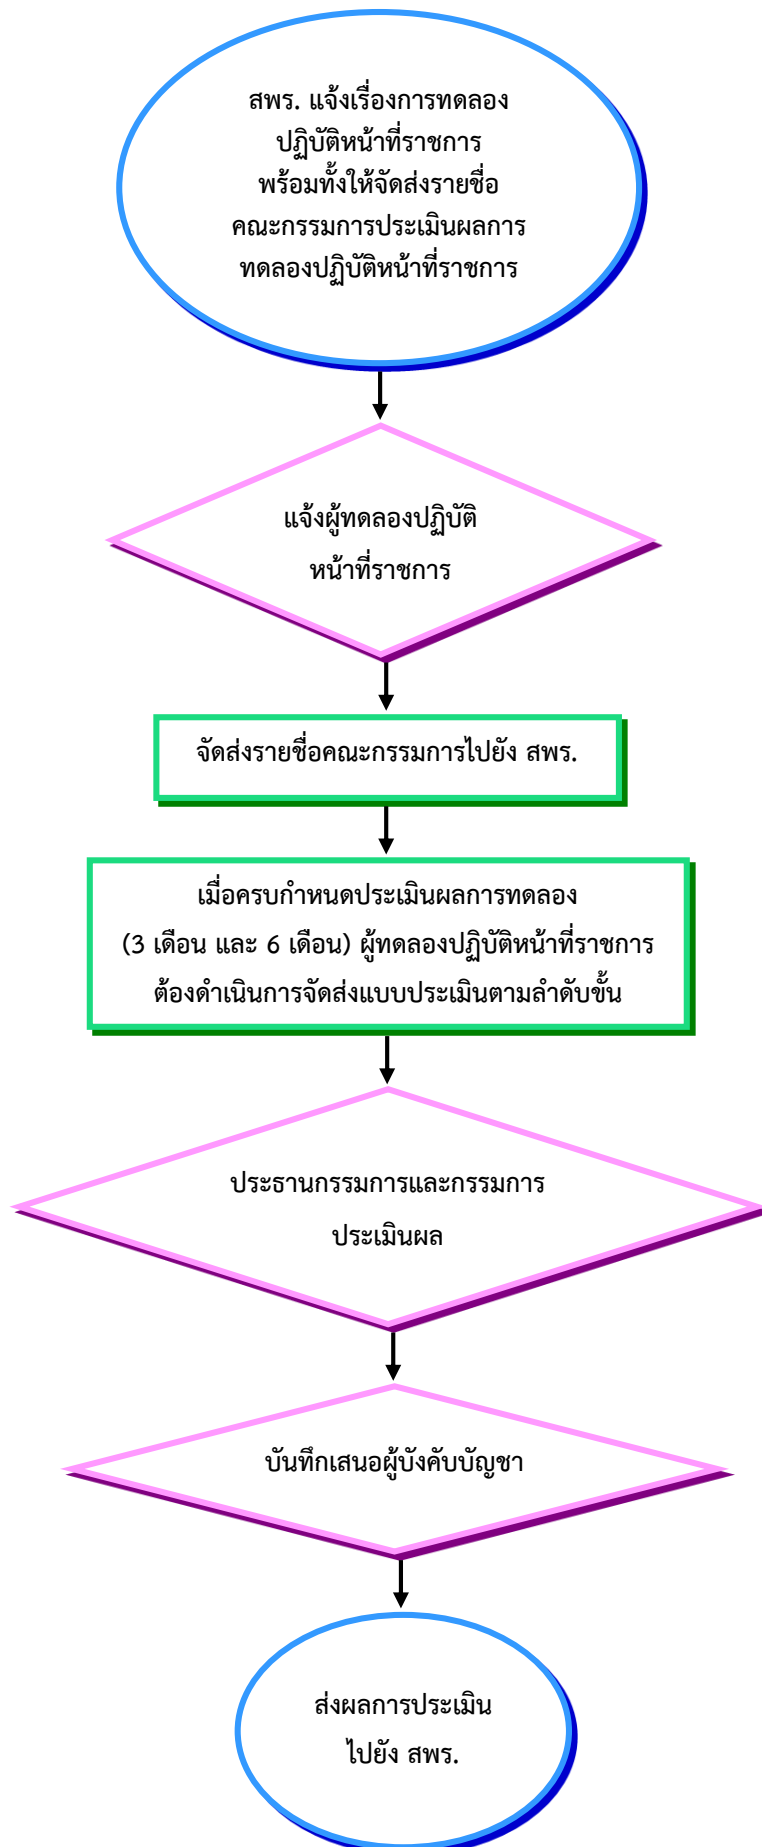 สพร. แจ้งเรื่องการทดลอง
ปฏิบัติหน้าที่ราชการ
พร้อมทั้งให้จัดส่งรายชื่อ
คณะกรรมการประเมินผลการ
ทดลองปฏิบัติหน้าที่ราชการ
แจ้งผู้ทดลองปฏิบัติ
หน้าที่ราชการ
จัดส่งรายชื่อคณะกรรมการไปยัง สพร.
เมื่อครบกำหนดประเมินผลการทดลอง
(3 เดือน และ 6 เดือน) ผู้ทดลองปฏิบัติหน้าที่ราชการ
ต้องดำเนินการจัดส่งแบบประเมินตามลำดับขั้น
ประธานกรรมการและกรรมการ
ประเมินผล
บันทึกเสนอผู้บังคับบัญชา
ส่งผลการประเมิน
ไปยัง สพร.